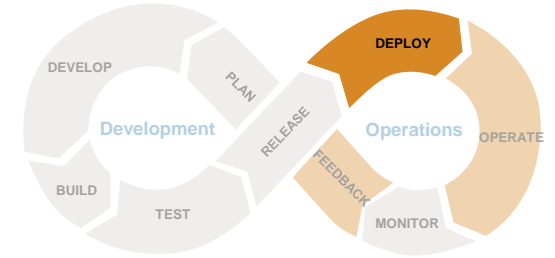 DEPLOY
DEVELOP
PLAN
RELEASE
Development
Operations
OPERATE
FEEDBACK
BUILD
TEST
MONITOR